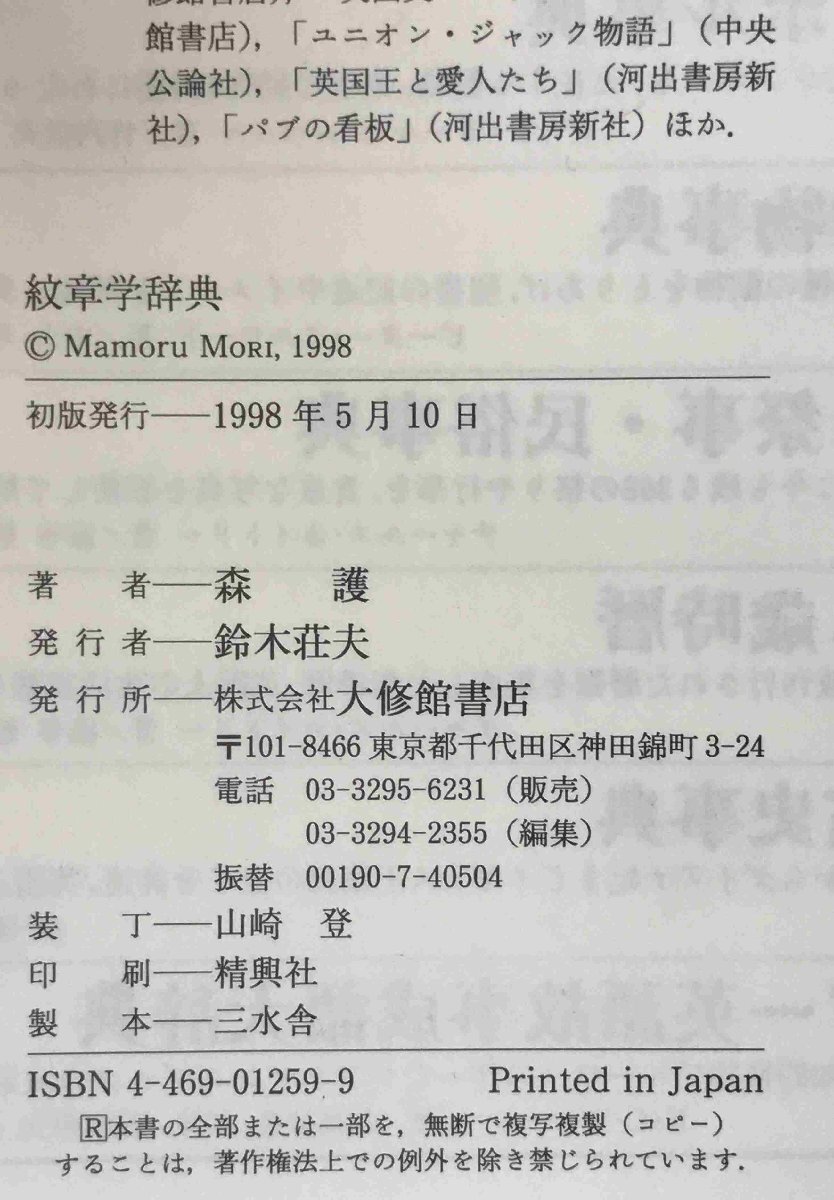 館書店），「ユニオン・ジャック物語」（中央
公論社），「英国王と愛人たち」（河出書房新
社），「パブの看板」（河出書房新社）ほか．
紋章学辞典
© Mamoru MORI, 1998
初版発行――1998年5月10日
著者――森 護
発行者――鈴木荘夫
発行所――株式会社大修館書店
〒101-8466 東京都千代田区神田錦町3-24
電話 03-3295-6231（販売）
03-3294-2355（編集）
振替 00190-7-40504
装丁――山崎 登
印刷――精興社
製本――三水舎
ISBN 4-469-01259-9 Printed in Japan
Ⓡ本書の全部または一部を，無断で複写複製（コピー）
することは，著作権法上での例外を除き禁じられています．